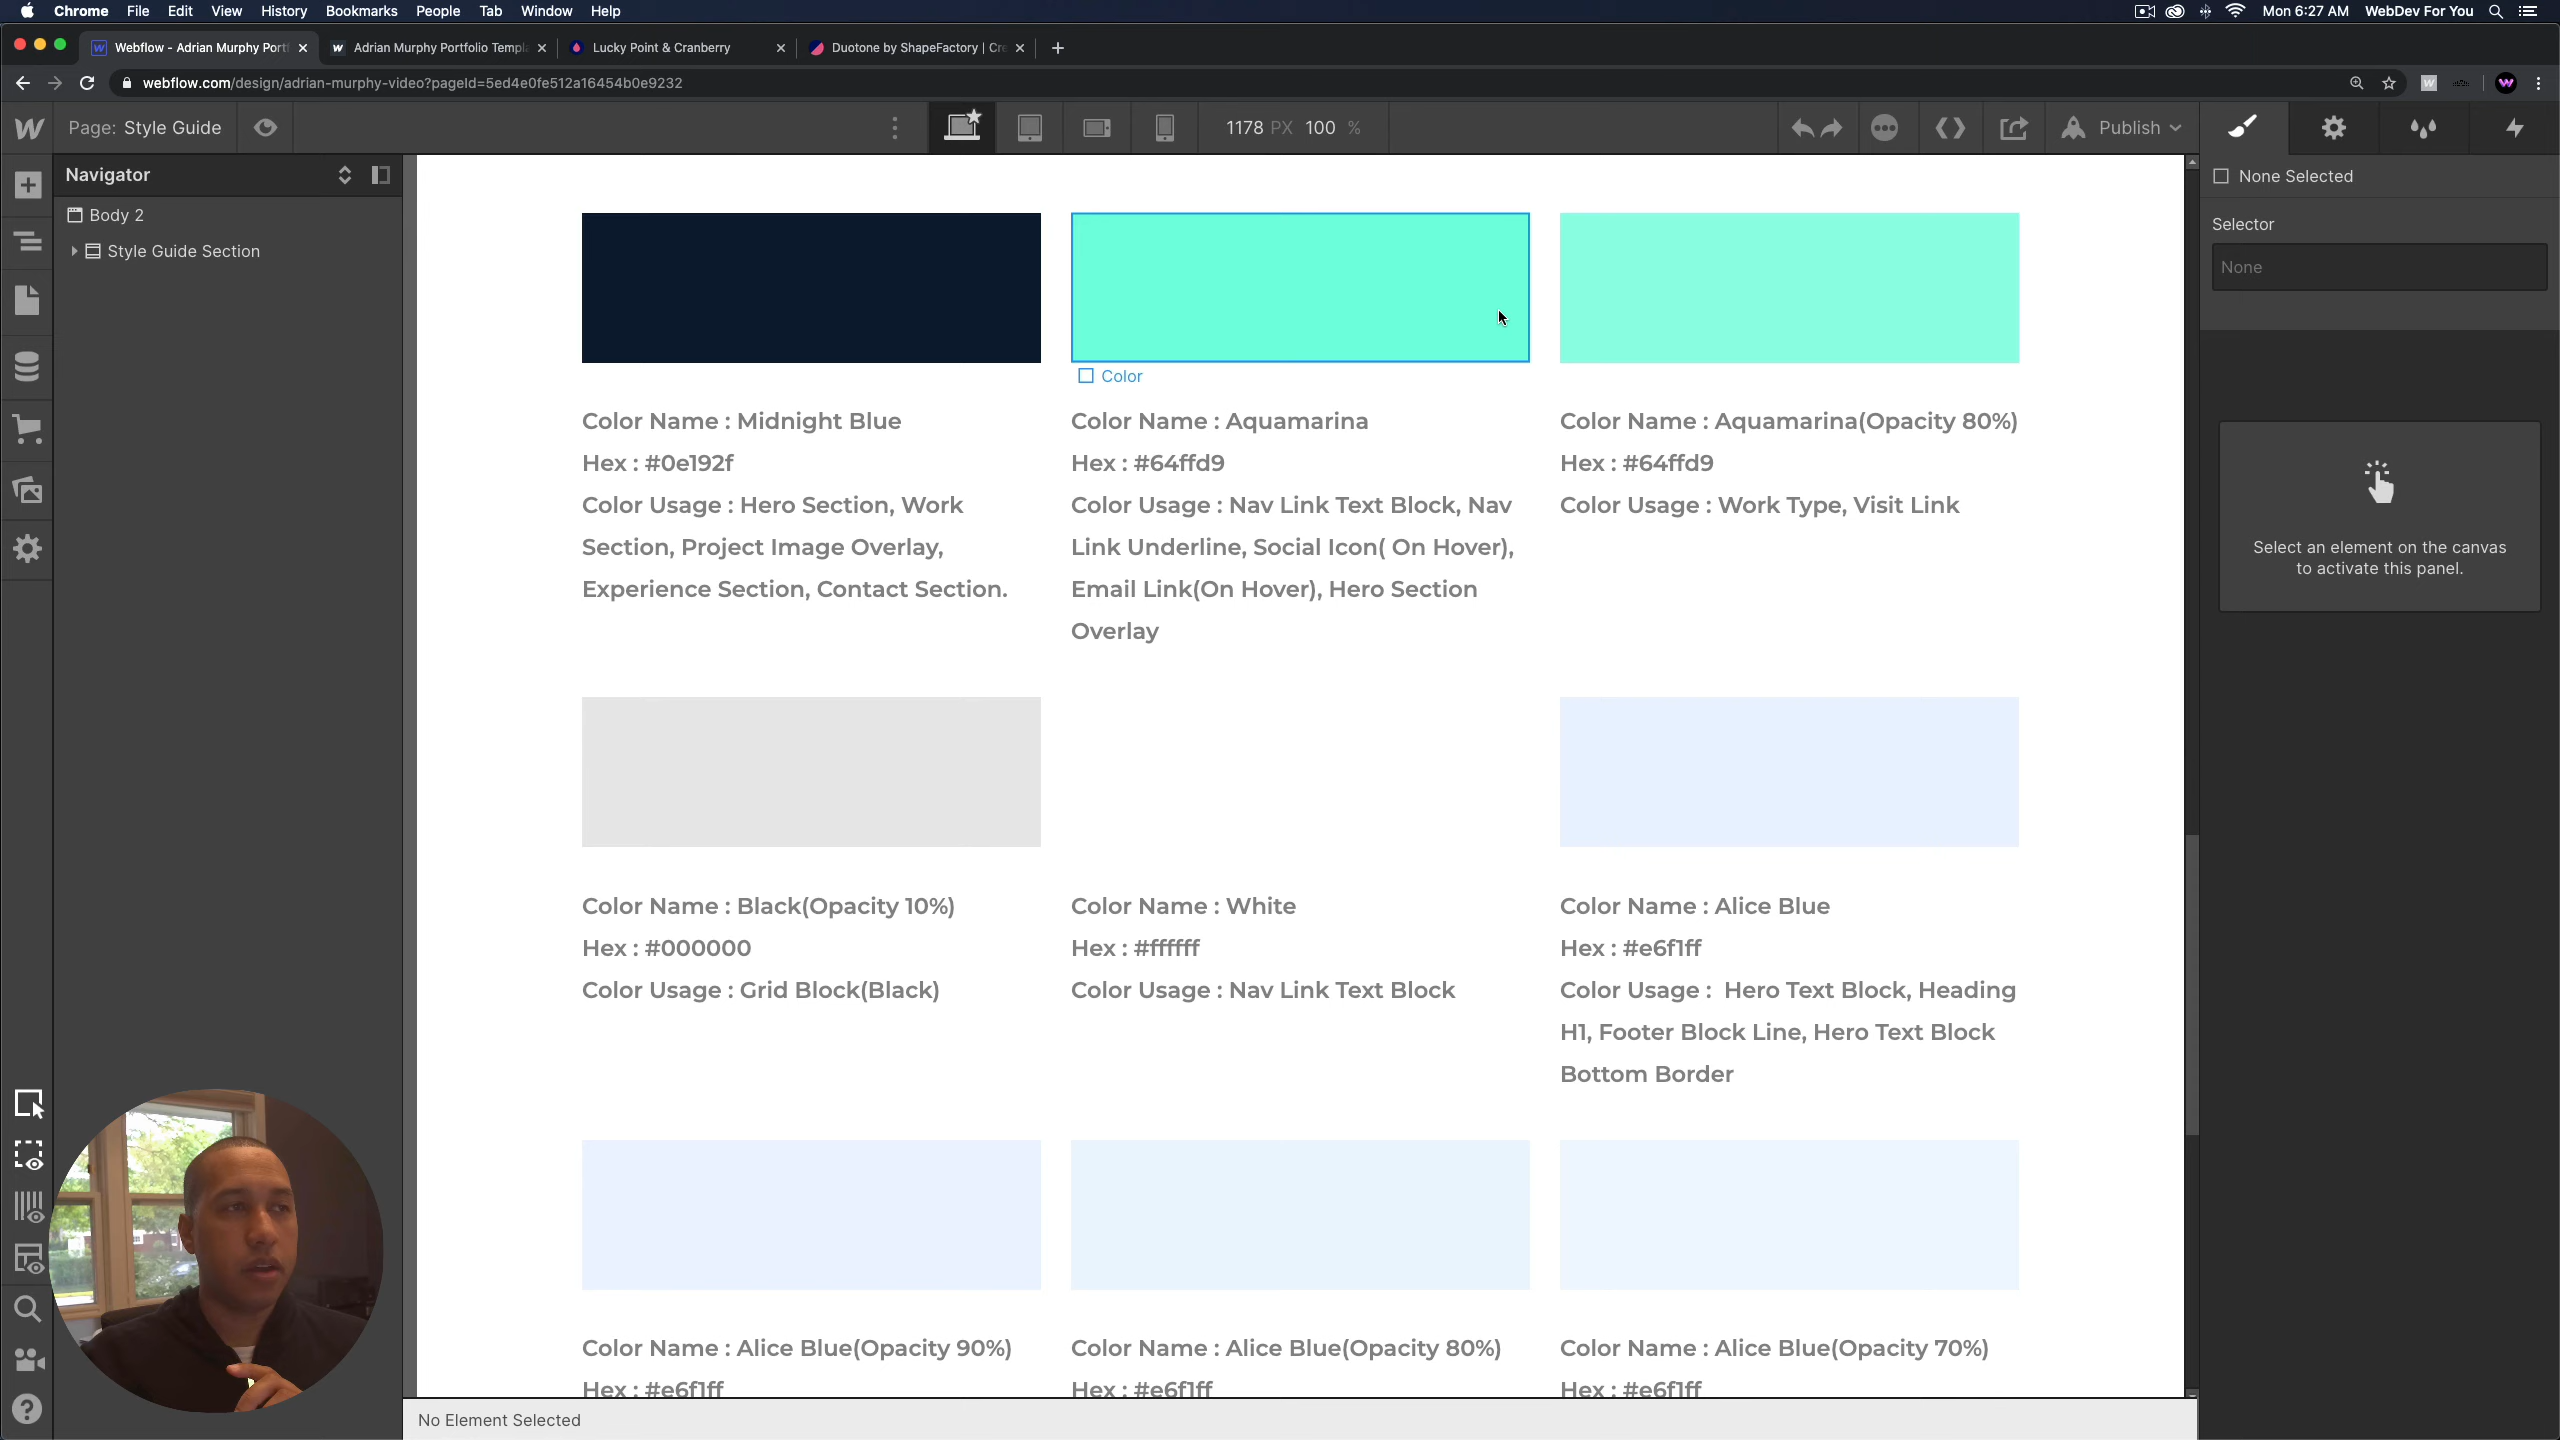 Chrome File Edit View History Bookmarks People Tab Window Help
Mon 6:27 AM WebDev For You
Webflow - Adrian Murphy Portf
Adrian Murphy Portfolio Templa
Lucky Point & Cranberry
Duotone by ShapeFactory | Cre
webflow.com/design/adrian-murphy-video?pageId=5ed4e0fe512a16454b0e9232
Page: Style Guide
1178 PX 100 %
Publish
Navigator
Body 2
Style Guide Section
None Selected
Selector
None
Select an element on the canvas
to activate this panel.
Color
Color Name : Midnight Blue
Hex : #0e192f
Color Usage : Hero Section, Work
Section, Project Image Overlay,
Experience Section, Contact Section.
Color Name : Aquamarina
Hex : #64ffd9
Color Usage : Nav Link Text Block, Nav
Link Underline, Social Icon( On Hover),
Email Link(On Hover), Hero Section
Overlay
Color Name : Aquamarina(Opacity 80%)
Hex : #64ffd9
Color Usage : Work Type, Visit Link
Color Name : Black(Opacity 10%)
Hex : #000000
Color Usage : Grid Block(Black)
Color Name : White
Hex : #ffffff
Color Usage : Nav Link Text Block
Color Name : Alice Blue
Hex : #e6f1ff
Color Usage :  Hero Text Block, Heading
H1, Footer Block Line, Hero Text Block
Bottom Border
Color Name : Alice Blue(Opacity 90%)
Hex : #e6f1ff
Color Name : Alice Blue(Opacity 80%)
Hex : #e6f1ff
Color Name : Alice Blue(Opacity 70%)
Hex : #e6f1ff
No Element Selected